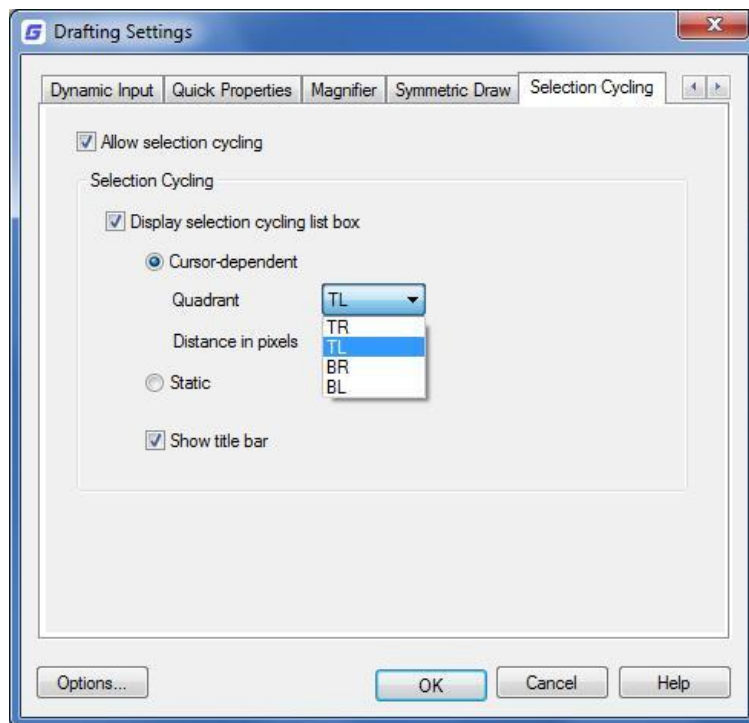 Drafting Settings
Dynamic Input Quick Properties Magnifier Symmetric Draw Selection Cycling
Allow selection cycling
Selection Cycling
Display selection cycling list box
Cursor-dependent
Quadrant TL
TR
Distance in pixels TL
BR
Static BL
Show title bar
Options... OK Cancel Help